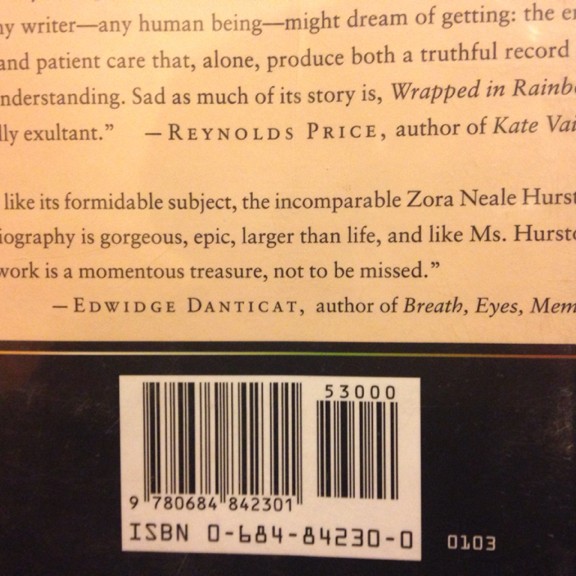 writer—any human being—might dream of getting: the
and patient care that, alone, produce both a truthful record
nderstanding. Sad as much of its story is, Wrapped in Rainb
lly exultant.” —REYNOLDS PRICE, author of Kate Vai
like its formidable subject, the incomparable Zora Neale Hurst
iography is gorgeous, epic, larger than life, and like Ms. Hursto
work is a momentous treasure, not to be missed.”
—EDWIDGE DANTICAT, author of Breath, Eyes, Mem
53000
9 780684 842301
ISBN 0-684-84230-0 0103